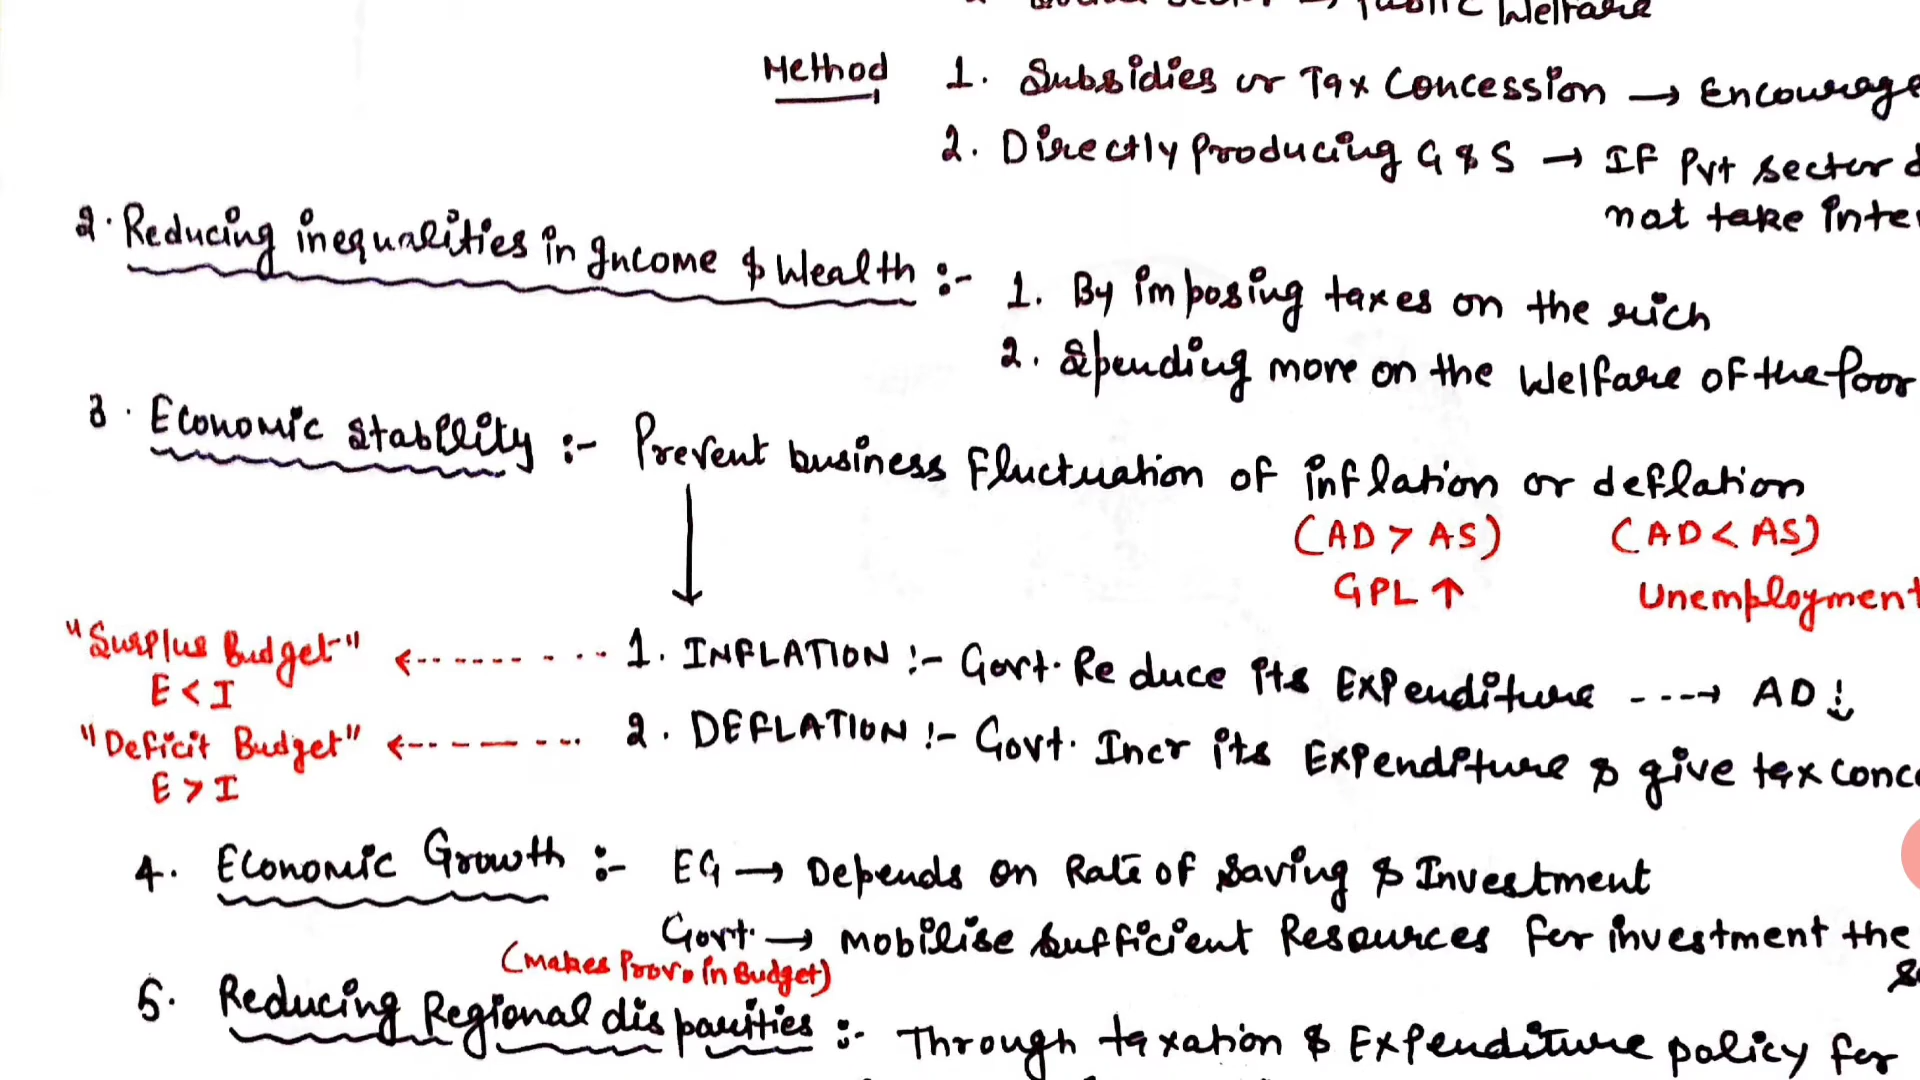 Public Welfare
Method 1. Subsidies or Tax Concession → Encourage
2. Directly Producing G & S → IF Pvt sector
not take
2. Reducing inequalities in Income & Wealth :- 1. By imposing taxes on the rich
2. Spending more on the Welfare of the Poor
3. Economic Stability :- Prevent business Fluctuation of inflation or deflation
(AD > AS) (AD < AS)
GPL ↑ Unemployment
"Surplus Budget" <------- 1. INFLATION :- Govt. Reduce its Expenditure ----→ AD ↓
E < I
"Deficit Budget" <------- 2. DEFLATION :- Govt. Incr its Expenditure & give tax
E > I
4. Economic Growth :- EG → Depends on Rate of Saving & Investment
Govt. → mobilise sufficient Resources for investment the
(makes Prov. in Budget)
5. Reducing Regional disparities :- Through taxation & Expenditure policy for